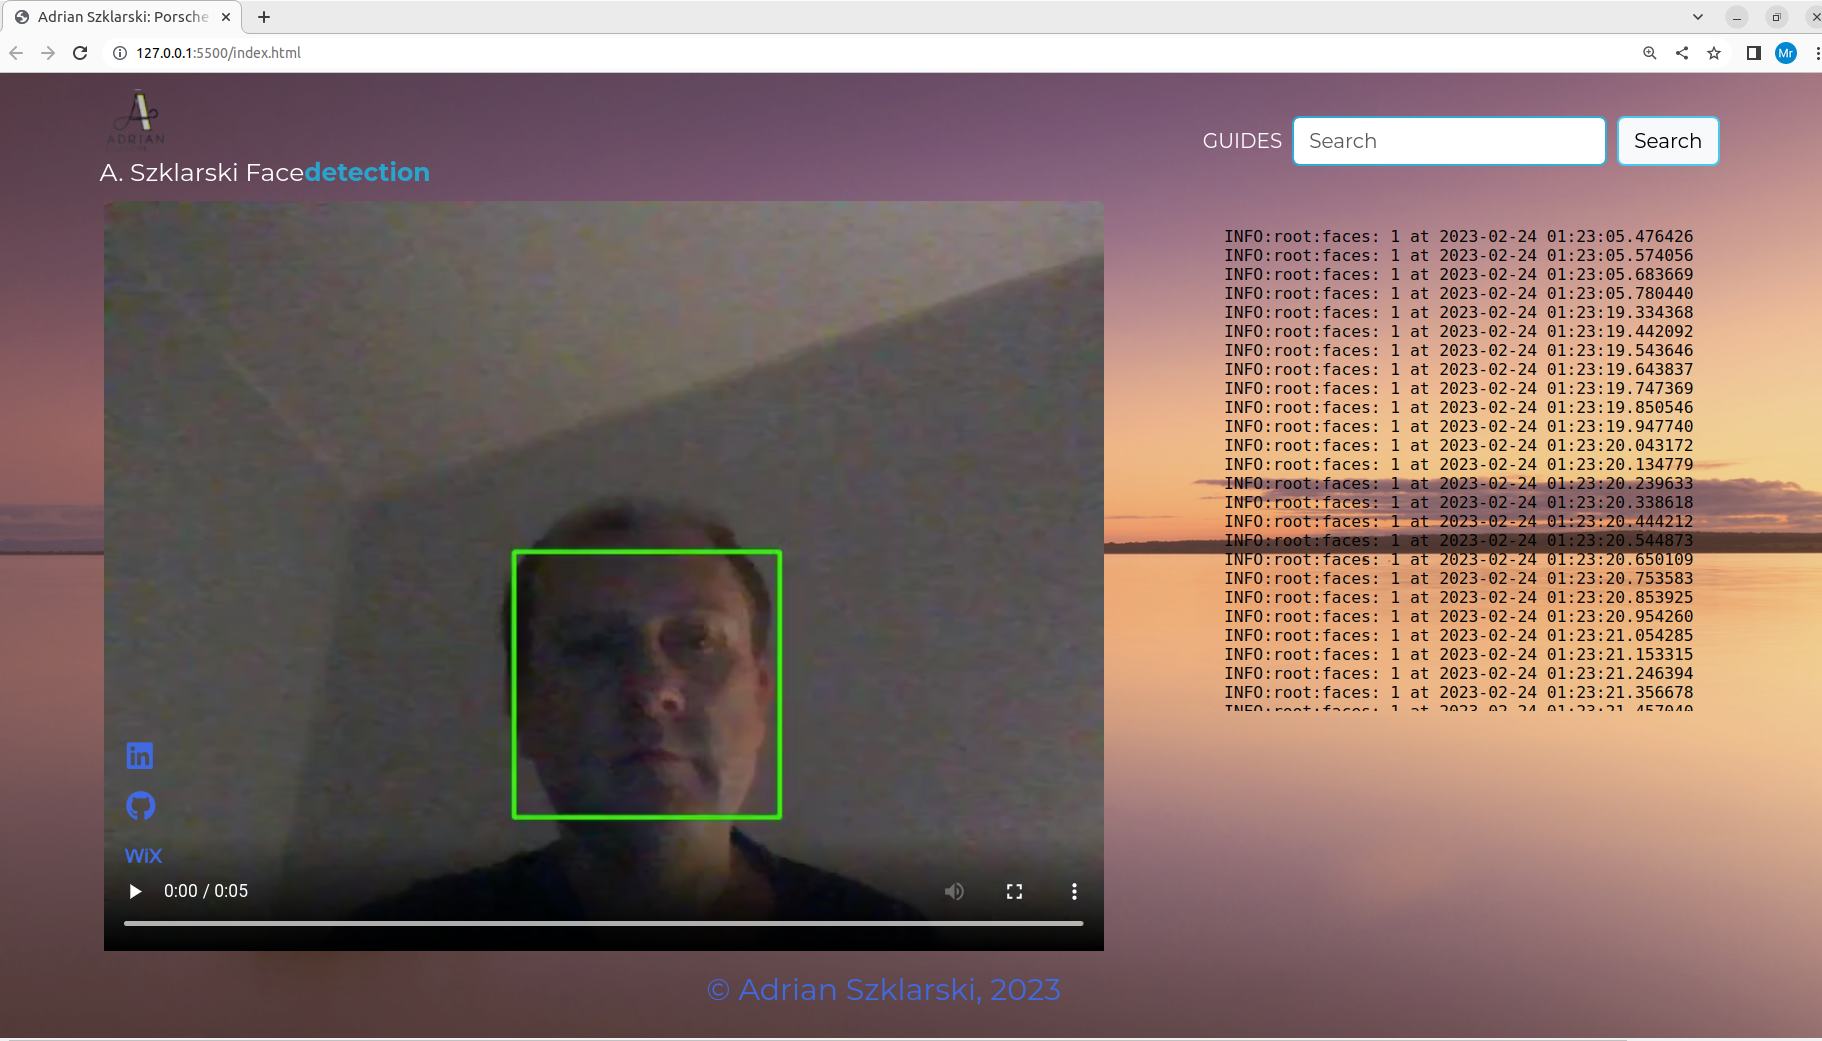 Adrian Szklarski: Porsche
127.0.0.1:5500/index.html
Mr
A
ADRIAN
A. Szklarski Facedetection
GUIDES
Search
Search
INFO:root:faces: 1 at 2023-02-24 01:23:05.476426
INFO:root:faces: 1 at 2023-02-24 01:23:05.574056
INFO:root:faces: 1 at 2023-02-24 01:23:05.683669
INFO:root:faces: 1 at 2023-02-24 01:23:05.780440
INFO:root:faces: 1 at 2023-02-24 01:23:19.334368
INFO:root:faces: 1 at 2023-02-24 01:23:19.442092
INFO:root:faces: 1 at 2023-02-24 01:23:19.543646
INFO:root:faces: 1 at 2023-02-24 01:23:19.643837
INFO:root:faces: 1 at 2023-02-24 01:23:19.747369
INFO:root:faces: 1 at 2023-02-24 01:23:19.850546
INFO:root:faces: 1 at 2023-02-24 01:23:19.947740
INFO:root:faces: 1 at 2023-02-24 01:23:20.043172
INFO:root:faces: 1 at 2023-02-24 01:23:20.134779
INFO:root:faces: 1 at 2023-02-24 01:23:20.239633
INFO:root:faces: 1 at 2023-02-24 01:23:20.338618
INFO:root:faces: 1 at 2023-02-24 01:23:20.444212
INFO:root:faces: 1 at 2023-02-24 01:23:20.544873
INFO:root:faces: 1 at 2023-02-24 01:23:20.650109
INFO:root:faces: 1 at 2023-02-24 01:23:20.753583
INFO:root:faces: 1 at 2023-02-24 01:23:20.853925
INFO:root:faces: 1 at 2023-02-24 01:23:20.954260
INFO:root:faces: 1 at 2023-02-24 01:23:21.054285
INFO:root:faces: 1 at 2023-02-24 01:23:21.153315
INFO:root:faces: 1 at 2023-02-24 01:23:21.246394
INFO:root:faces: 1 at 2023-02-24 01:23:21.356678
INFO:root:faces: 1 at 2023-02-24 01:23:21.457040
in
WiX
0:00 / 0:05
© Adrian Szklarski, 2023